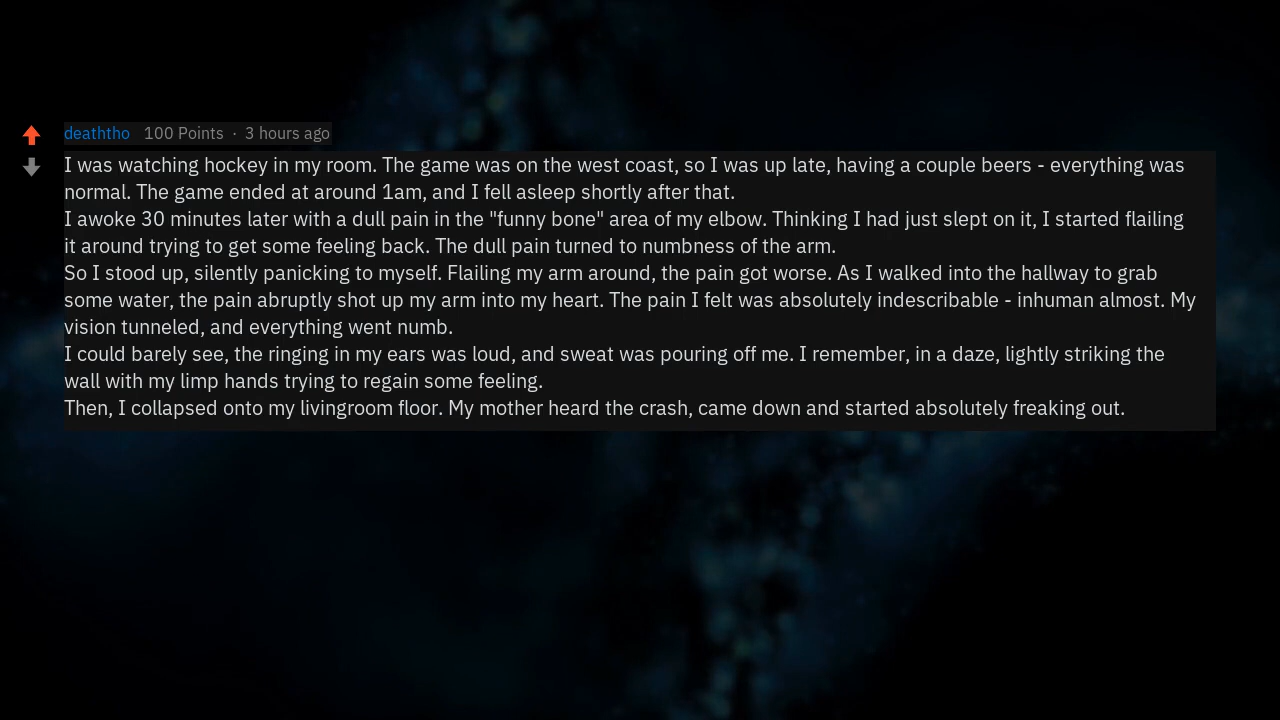 deaththo 100 Points · 3 hours ago
I was watching hockey in my room. The game was on the west coast, so I was up late, having a couple beers - everything was
normal. The game ended at around 1am, and I fell asleep shortly after that.
I awoke 30 minutes later with a dull pain in the "funny bone" area of my elbow. Thinking I had just slept on it, I started flailing
it around trying to get some feeling back. The dull pain turned to numbness of the arm.
So I stood up, silently panicking to myself. Flailing my arm around, the pain got worse. As I walked into the hallway to grab
some water, the pain abruptly shot up my arm into my heart. The pain I felt was absolutely indescribable - inhuman almost. My
vision tunneled, and everything went numb.
I could barely see, the ringing in my ears was loud, and sweat was pouring off me. I remember, in a daze, lightly striking the
wall with my limp hands trying to regain some feeling.
Then, I collapsed onto my livingroom floor. My mother heard the crash, came down and started absolutely freaking out.